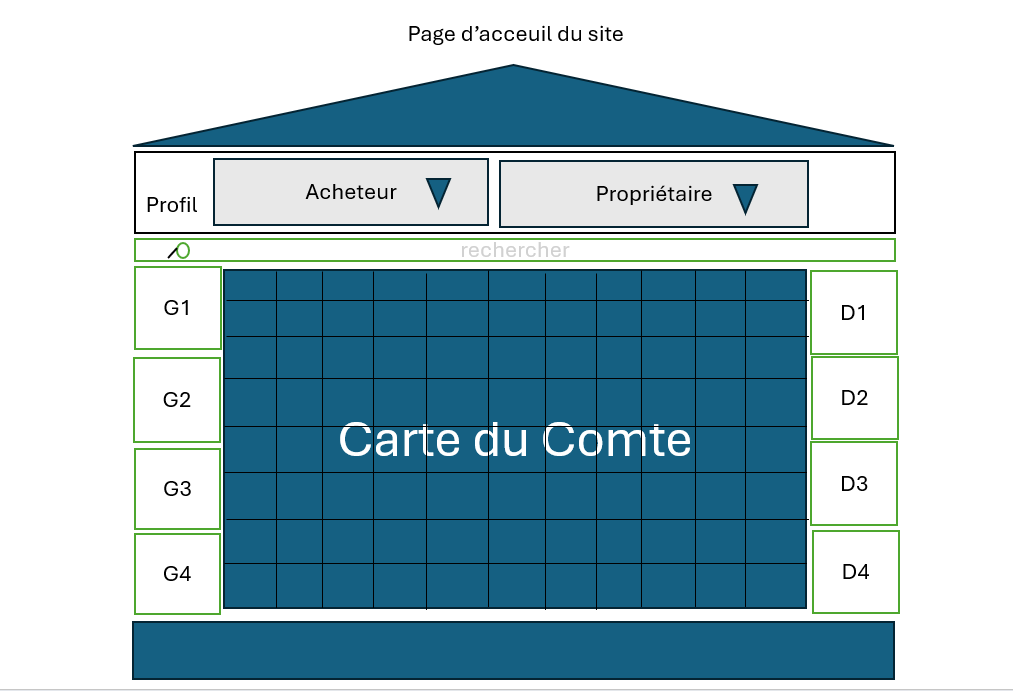 Page d’acceuil du site
Profil
Acheteur
Propriétaire
rechercher
G1
D1
G2
D2
Carte du Comte
G3
D3
G4
D4